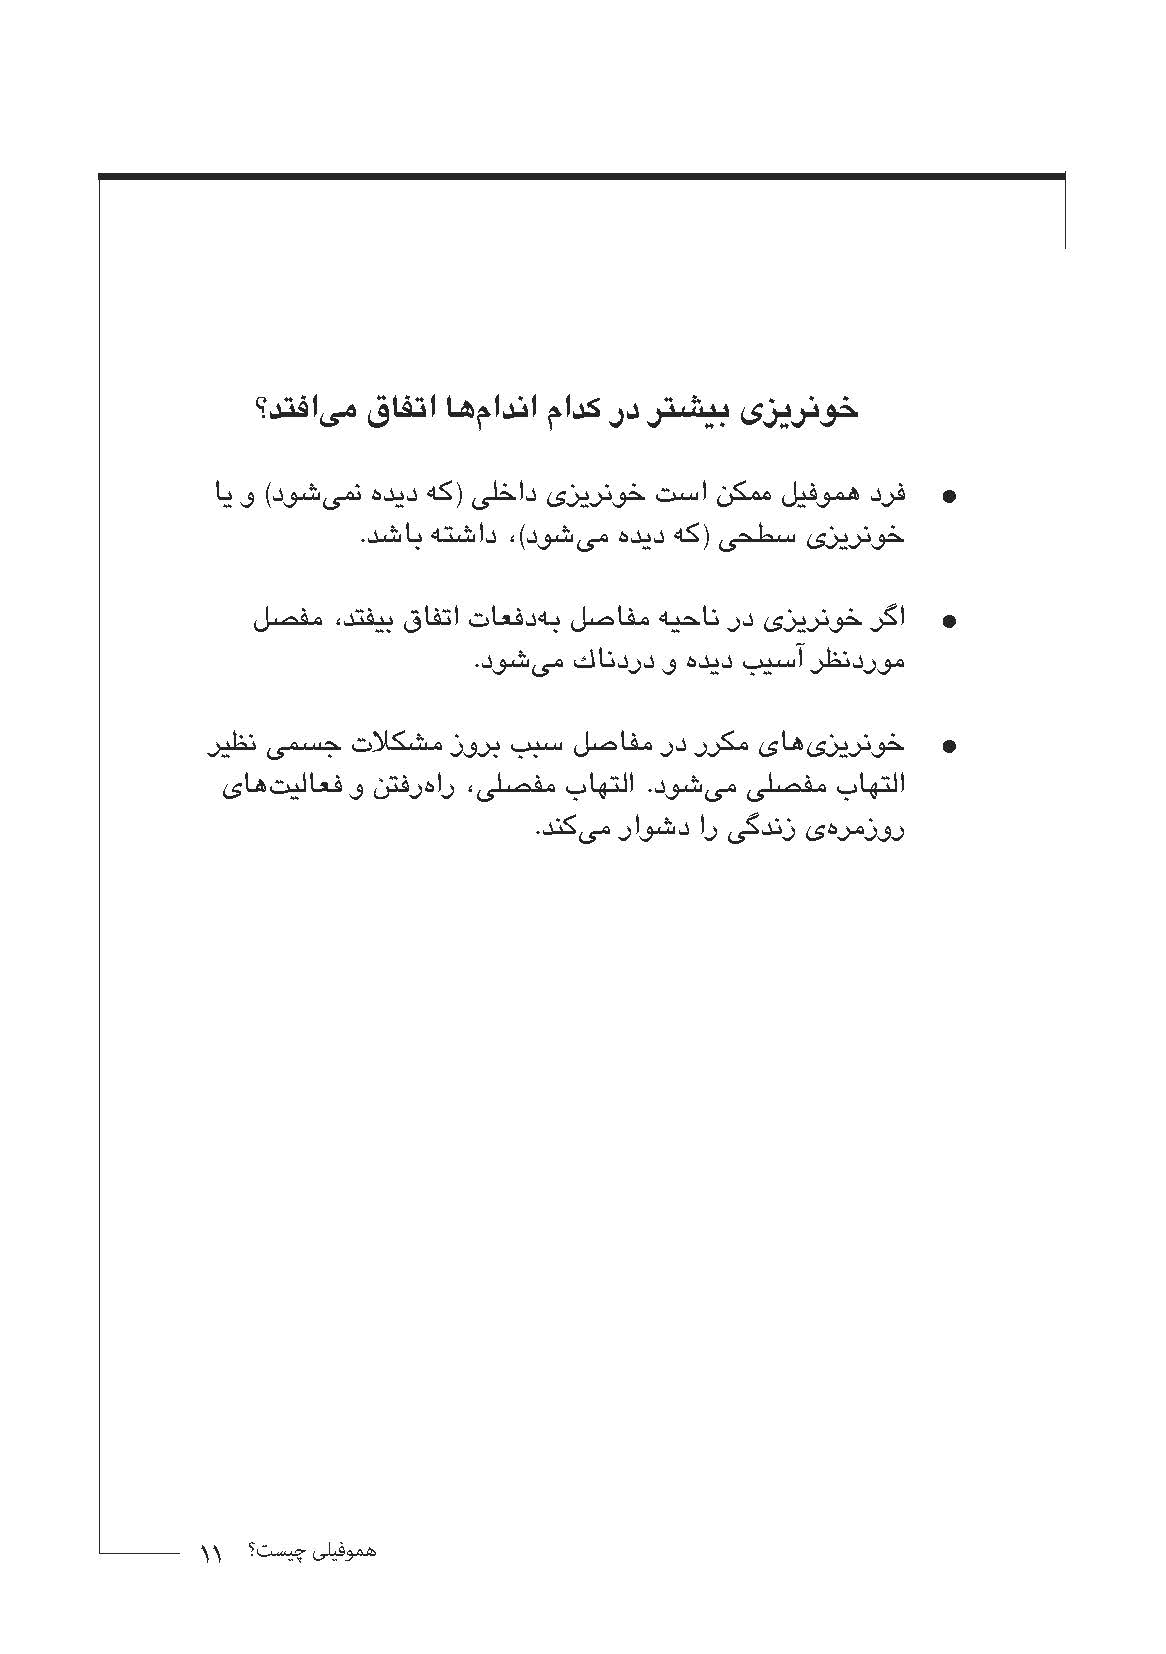 خونریزی بیشتر در کدام اندام‌ها اتفاق می‌افتد؟
● فرد هموفیل ممکن است خونریزی داخلی (که دیده نمی‌شود) و یا
خونریزی سطحی (که دیده می‌شود)، داشته باشد.
● اگر خونریزی در ناحیه مفاصل به‌دفعات اتفاق بیفتد، مفصل
موردنظر آسیب دیده و دردناك می‌شود.
● خونریزی‌های مکرر در مفاصل سبب بروز مشکلات جسمی نظیر
التهاب مفصلی می‌شود. التهاب مفصلی، راه‌رفتن و فعالیت‌های
روزمره‌ی زندگی را دشوار می‌کند.
هموفیلی چیست؟ ۱۱